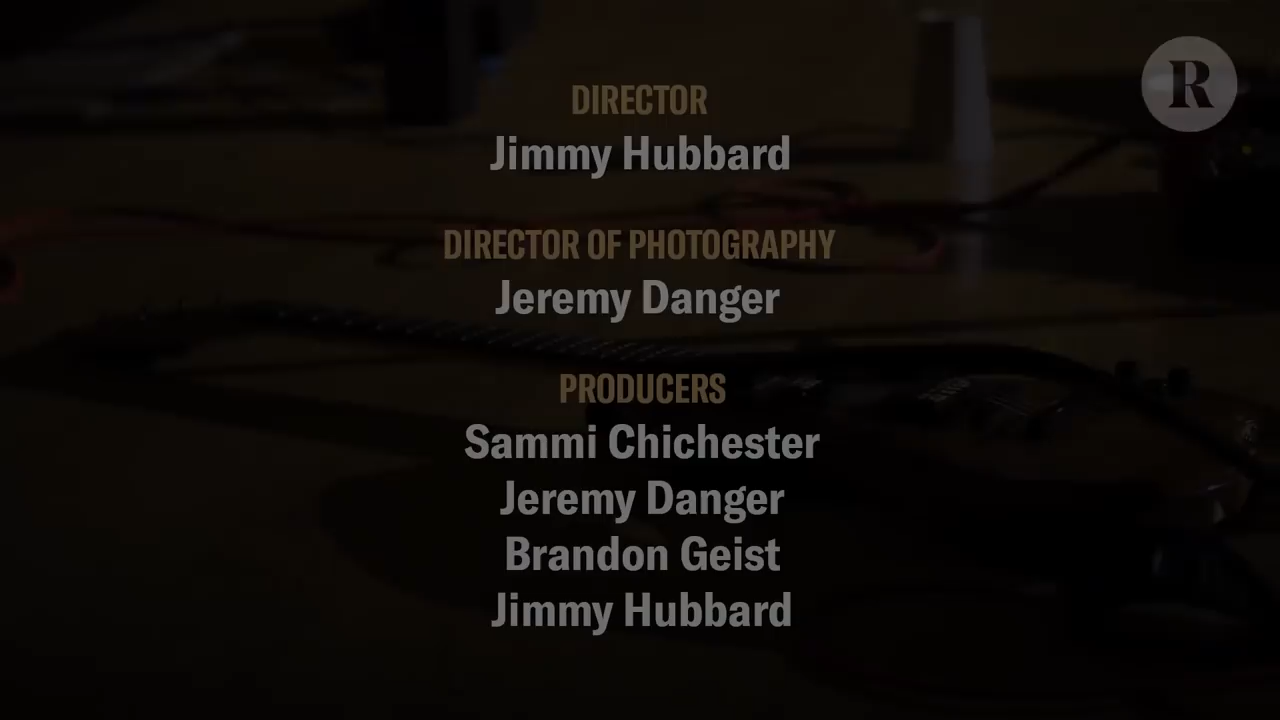 R
DIRECTOR
Jimmy Hubbard
DIRECTOR OF PHOTOGRAPHY
Jeremy Danger
PRODUCERS
Sammi Chichester
Jeremy Danger
Brandon Geist
Jimmy Hubbard